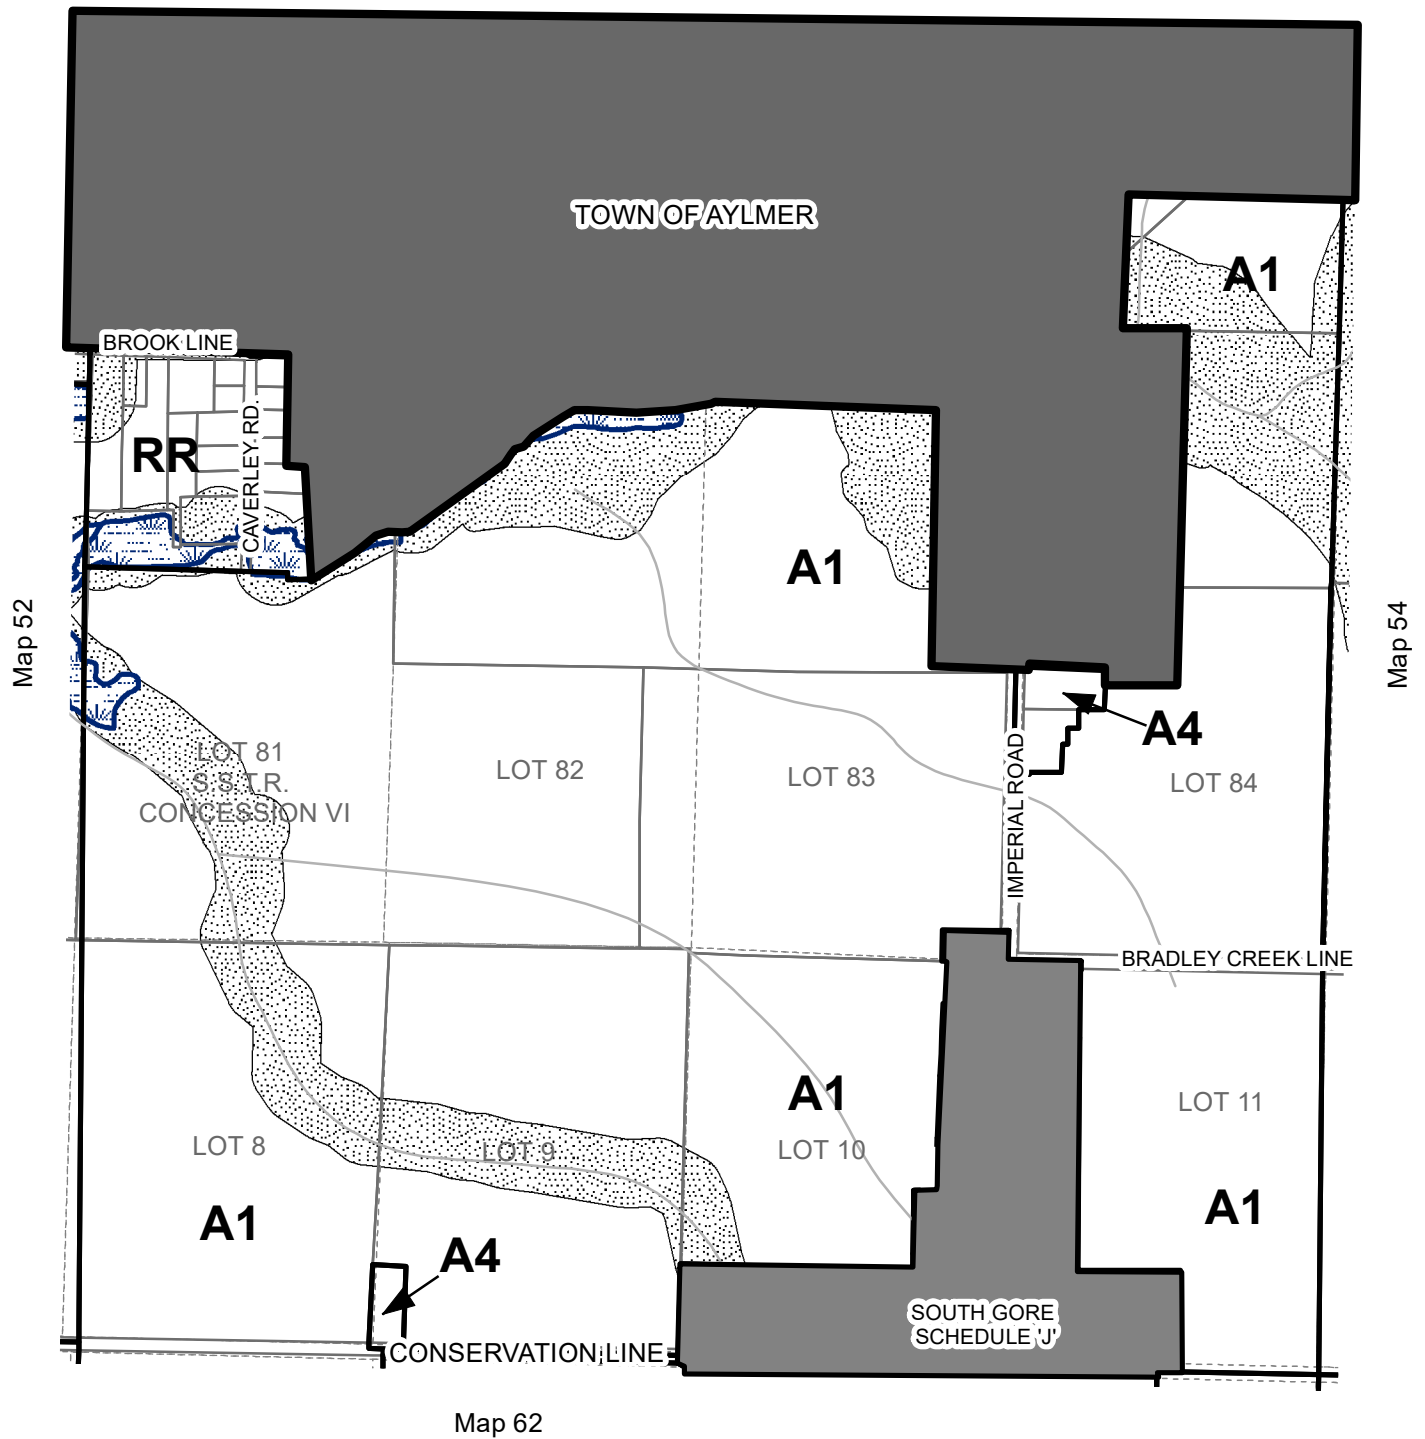 TOWN OF AYLMER
A1
BROOK LINE
CAVERLEY RD
RR
A1
Map 52
Map 54
A4
LOT 81
S.S.T.R.
CONCESSION VI
LOT 82
LOT 83
LOT 84
IMPERIAL ROAD
BRADLEY CREEK LINE
A1
LOT 8
LOT 9
LOT 10
LOT 11
A1
A1
A4
SOUTH GORE
SCHEDULE 'J'
CONSERVATION LINE
Map 62